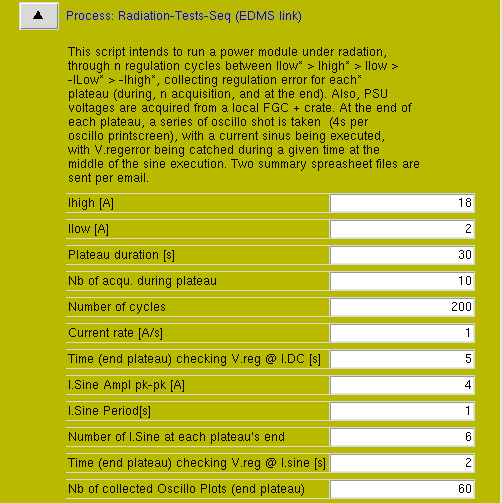 Process: Radiation-Tests-Seq (EDMS link)
This script intends to run a power module under radation,
through n regulation cycles between Ilow* > Ihigh* > Ilow >
-ILow* > -Ihigh*, collecting regulation error for each*
plateau (during, n acquisition, and at the end). Also, PSU
voltages are acquired from a local FGC + crate. At the end of
each plateau, a series of oscillo shot is taken (4s per
oscillo printscreen), with a current sinus being executed,
with V.regerror being catched during a given time at the
middle of the sine execution. Two summary spreasheet files are
sent per email.
Ihigh [A] 18
Ilow [A] 2
Plateau duration [s] 30
Nb of acqu. during plateau 10
Number of cycles 200
Current rate [A/s] 1
Time (end plateau) checking V.reg @ I.DC [s] 5
I.Sine Ampl pk-pk [A] 4
I.Sine Period[s] 1
Number of I.Sine at each plateau's end 6
Time (end plateau) checking V.reg @ I.sine [s] 2
Nb of collected Oscillo Plots (end plateau) 60